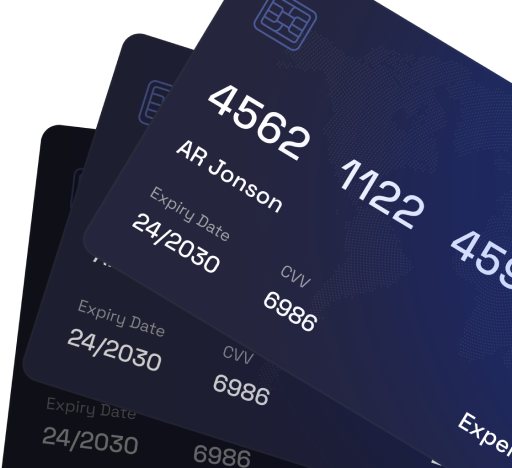 4562 1122
AR Jonson
Expiry Date
24/2030
CVV
6986
Expiry Date
24/2030
CVV
6986
Expiry Date
24/2030
6986